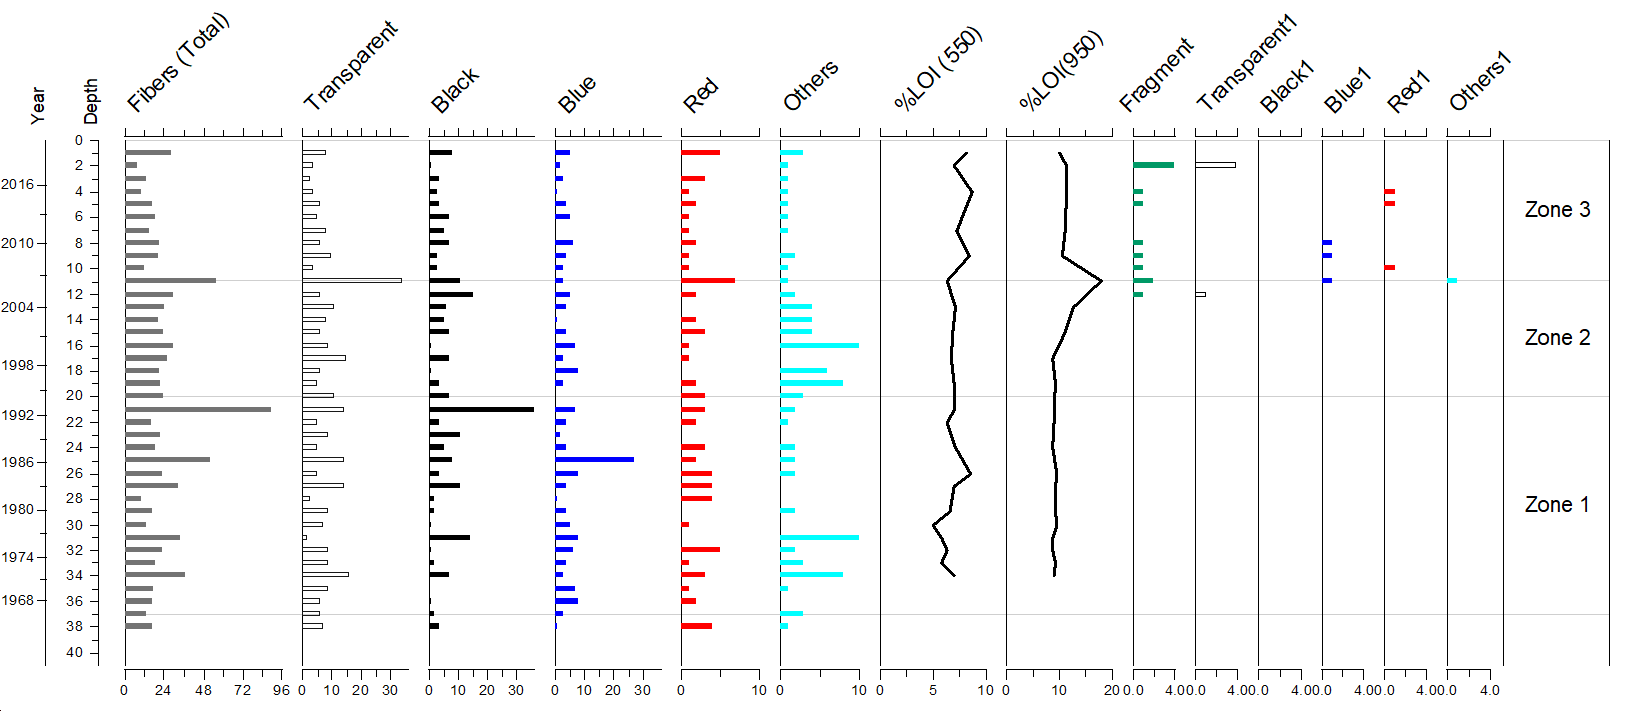 Year
Depth
Fibers (Total)
Transparent
Black
Blue
Red
Others
%LOI (550)
%LOI(950)
Fragment
Transparent1
Black1
Blue1
Red1
Others1
0
2
2016
4
6
Zone 3
2010
8
10
12
2004
14
Zone 2
16
1998
18
20
1992
22
24
1986
26
28
Zone 1
1980
30
32
1974
34
1968
36
38
40
0 24 48 72 96 0 10 20 30 0 10 20 30 0 10 20 30 0 10 0 10 0 5 10 0 10 20 0.0 4.0 0.0 4.0 0.0 4.0 0.0 4.0 0.0 4.0 0.0 4.0